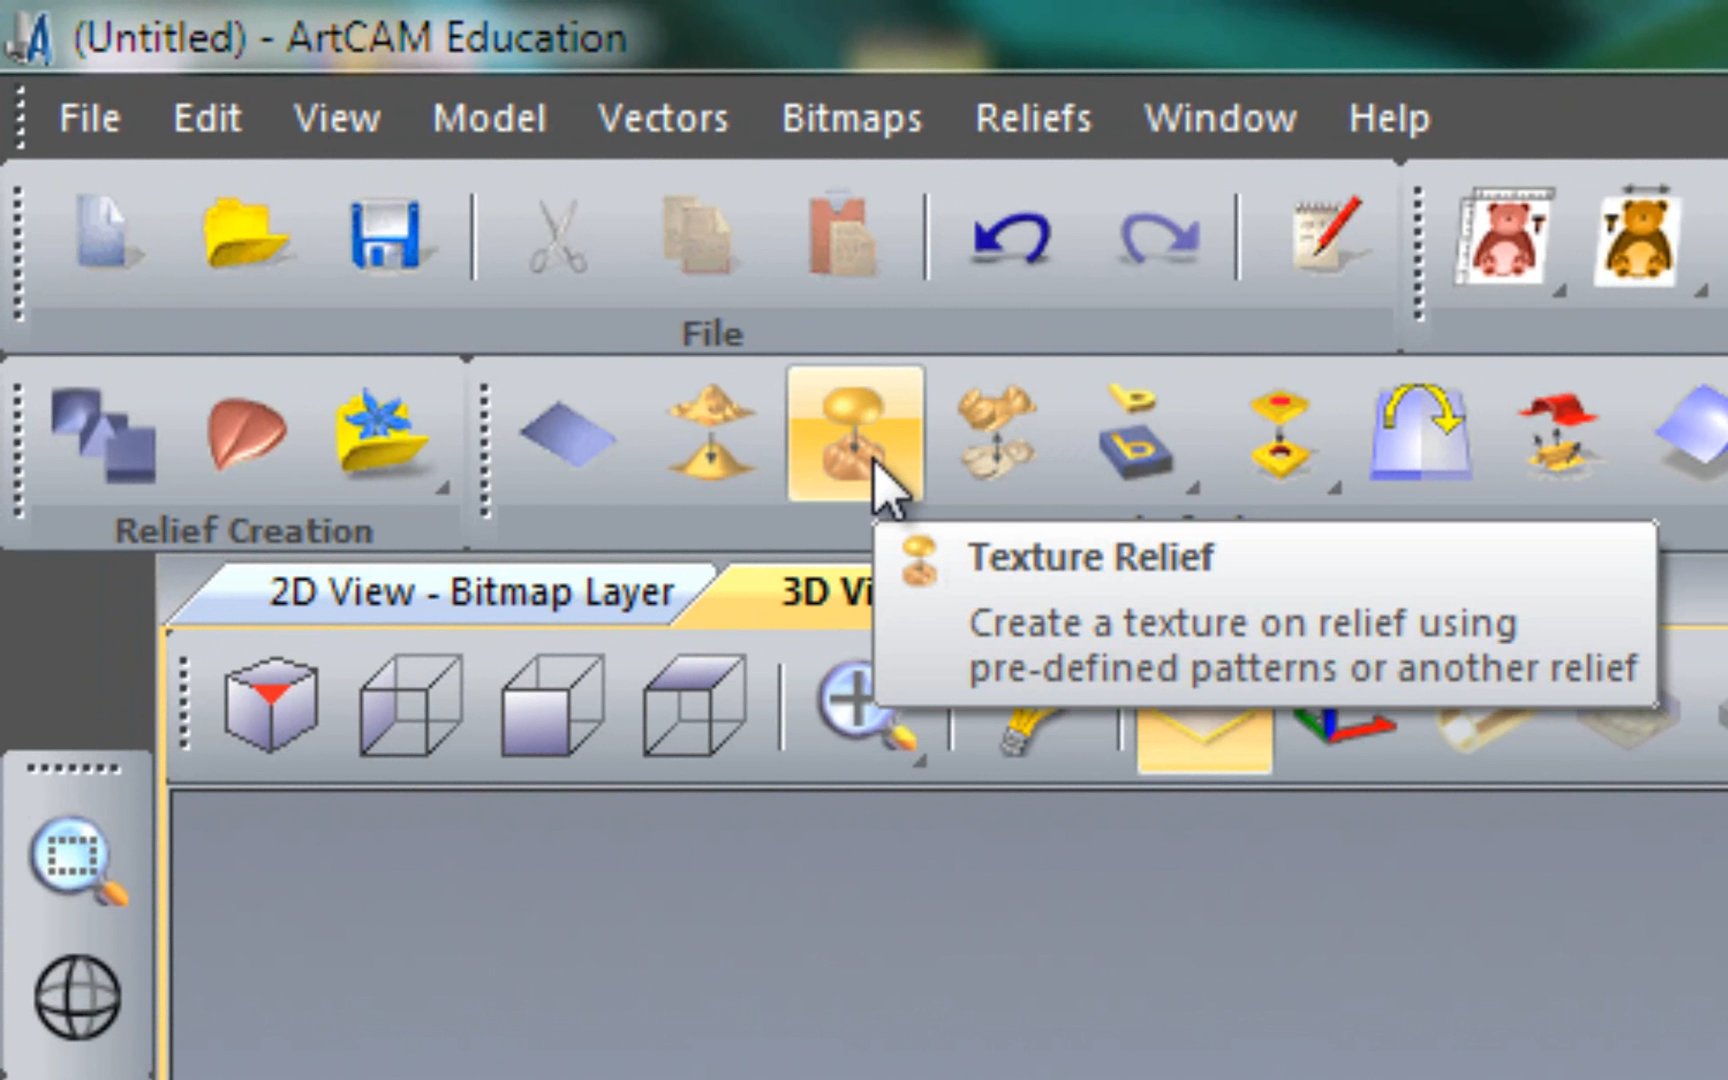 (Untitled) - ArtCAM Education
File Edit View Model Vectors Bitmaps Reliefs Window Help
File
Relief Creation
Texture Relief
Create a texture on relief using
pre-defined patterns or another relief
2D View - Bitmap Layer
3D Vi